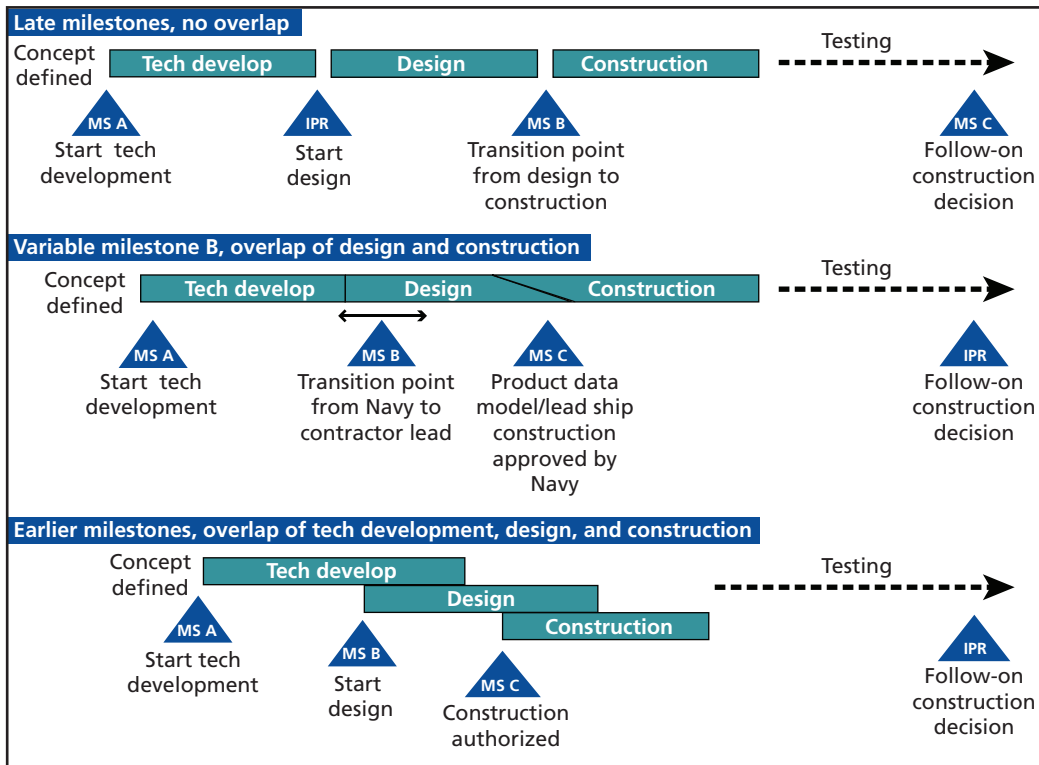 Late milestones, no overlap
Concept
defined
Tech develop
Design
Construction
Testing
MS A
IPR
MS B
MS C
Start tech
development
Start
design
Transition point
from design to
construction
Follow-on
construction
decision
Variable milestone B, overlap of design and construction
Concept
defined
Tech develop
Design
Construction
Testing
MS A
MS B
MS C
IPR
Start tech
development
Transition point
from Navy to
contractor lead
Product data
model/lead ship
construction
approved by
Navy
Follow-on
construction
decision
Earlier milestones, overlap of tech development, design, and construction
Concept
defined
Tech develop
Design
Construction
Testing
MS A
MS B
MS C
IPR
Start tech
development
Start
design
Construction
authorized
Follow-on
construction
decision